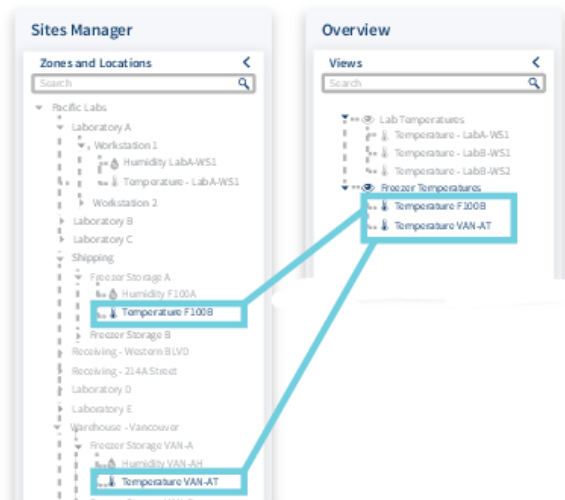 Sites Manager
Zones and Locations
Search
Pacific Labs
Laboratory A
Workstation 1
Humidity LabA-WS1
Temperature - LabA-WS1
Workstation 2
Laboratory B
Laboratory C
Shipping
Freezer Storage A
Humidity F100A
Temperature F100B
Freezer Storage B
Receiving - Western BLVD
Receiving - 214A Street
Laboratory D
Laboratory E
Warehouse - Vancouver
Freezer Storage VAN-A
Humidity VAN-AH
Temperature VAN-AT
Overview
Views
Search
Lab Temperatures
Temperature - LabA-WS1
Temperature - LabB-WS1
Temperature - LabB-WS2
Freezer Temperatures
Temperature F100B
Temperature VAN-AT